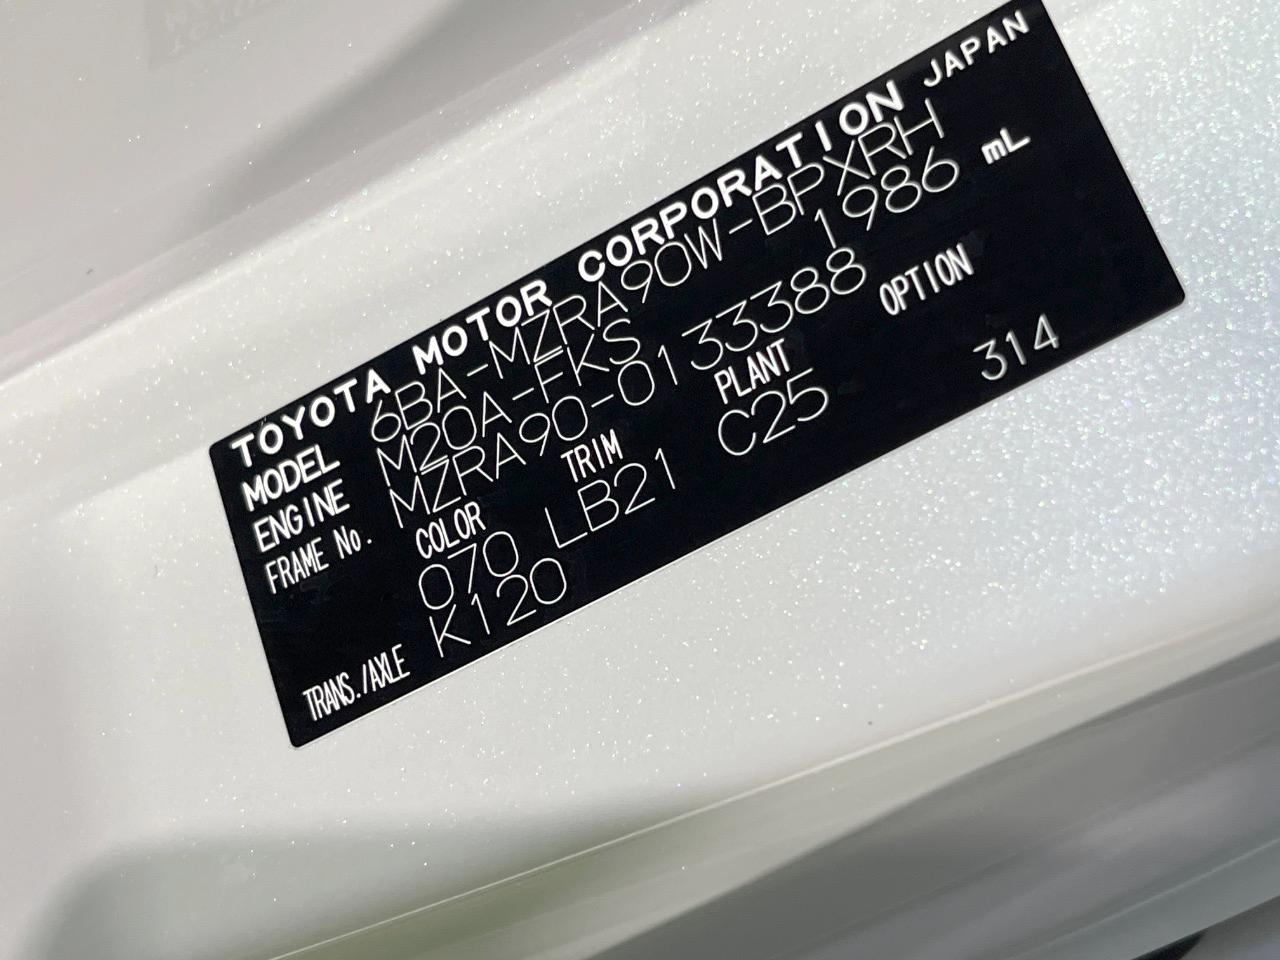 TOYOTA MOTOR CORPORATION JAPAN
MODEL 6BA-MZRA90W-BPXRH
ENGINE M20A-FKS 1986 mL
FRAME No. MZRA90-0133388
COLOR TRIM PLANT OPTION
070 LB21 C25 314
TRANS./AXLE K120